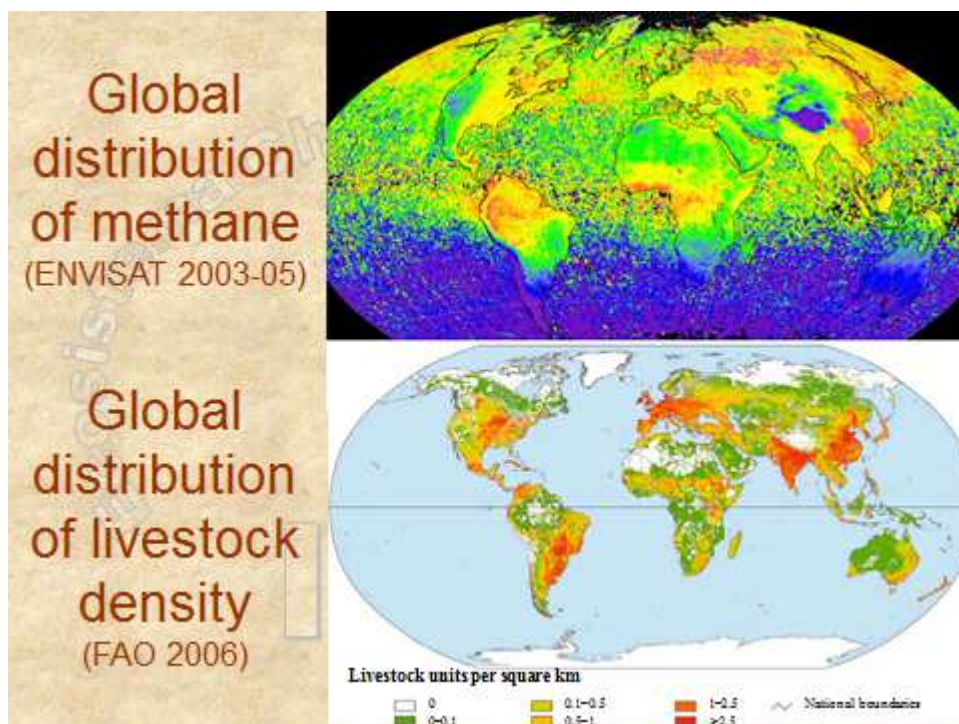 Global
distribution
of methane
(ENVISAT 2003-05)
Global
distribution
of livestock
density
(FAO 2006)
Livestock units per square km
0
0.1-0.5
1-2.5
National boundaries
0-0.1
0.5-1
>2.5